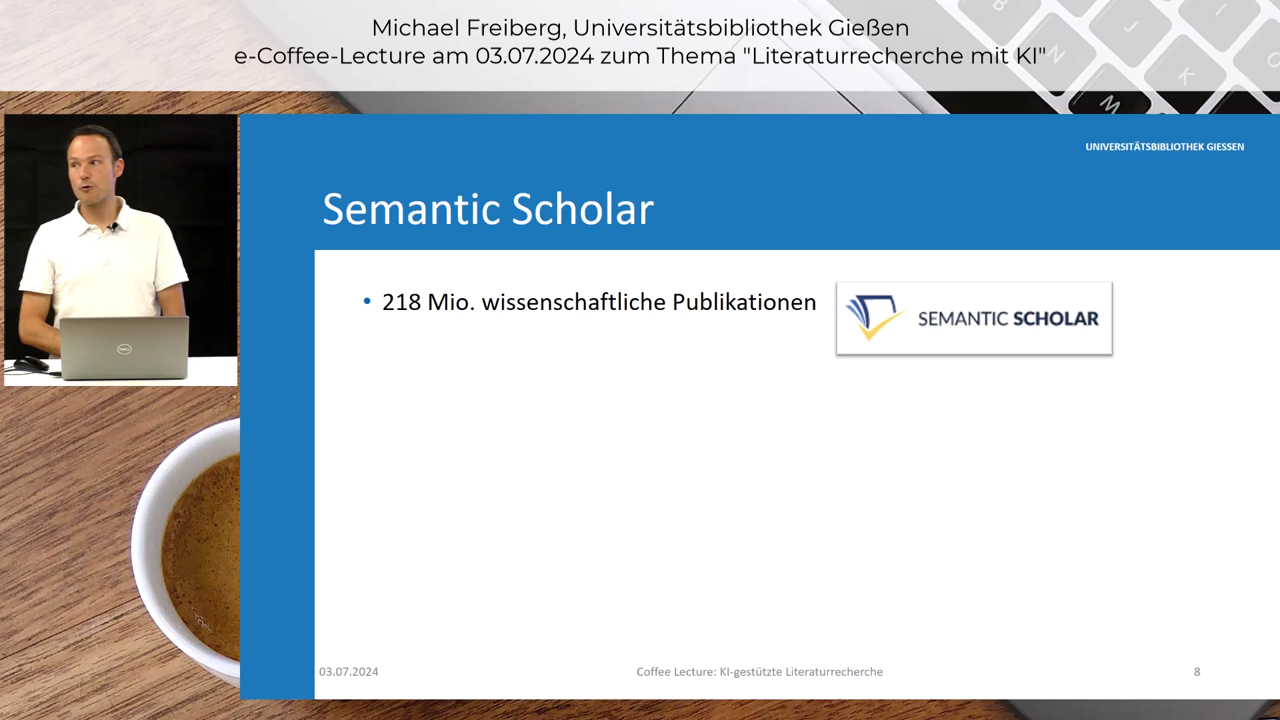 Michael Freiberg, Universitätsbibliothek Gießen
e-Coffee-Lecture am 03.07.2024 zum Thema "Literaturrecherche mit KI"
UNIVERSITÄTSBIBLIOTHEK GIESSEN
Semantic Scholar
• 218 Mio. wissenschaftliche Publikationen
SEMANTIC SCHOLAR
DELL
03.07.2024
Coffee Lecture: KI-gestützte Literaturrecherche
8
B
J
K
M